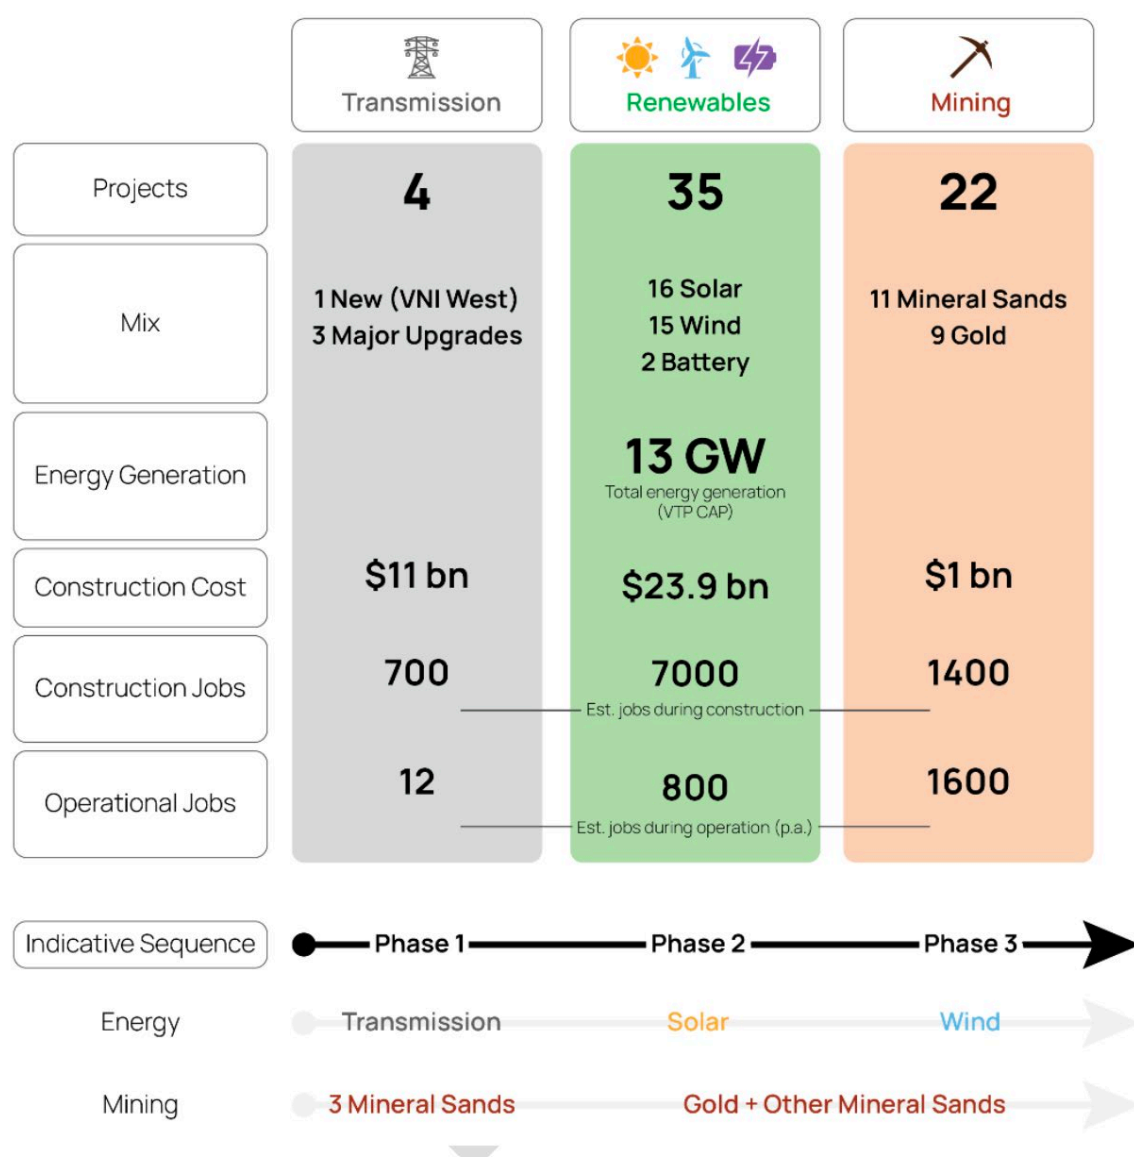 Transmission
Renewables
Mining
Projects
4
35
22
Mix
1 New (VNI West)
3 Major Upgrades
16 Solar
15 Wind
2 Battery
11 Mineral Sands
9 Gold
Energy Generation
13 GW
Total energy generation
(VTP CAP)
Construction Cost
$11 bn
$23.9 bn
$1 bn
Construction Jobs
700
7000
1400
Est. jobs during construction
Operational Jobs
12
800
1600
Est. jobs during operation (p.a.)
Indicative Sequence
Phase 1
Phase 2
Phase 3
Energy
Transmission
Solar
Wind
Mining
3 Mineral Sands
Gold + Other Mineral Sands